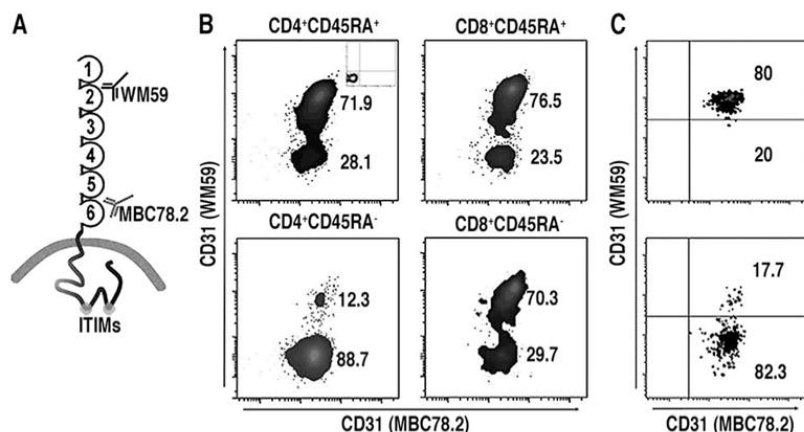 A
1
2
3
4
5
6
WM59
MBC78.2
ITIMs
B
CD4⁺CD45RA⁺
71.9
28.1
CD8⁺CD45RA⁺
76.5
23.5
CD4⁺CD45RA⁻
12.3
88.7
CD8⁺CD45RA⁻
70.3
29.7
CD31 (WM59)
CD31 (MBC78.2)
C
80
20
17.7
82.3
CD31 (WM59)
CD31 (MBC78.2)